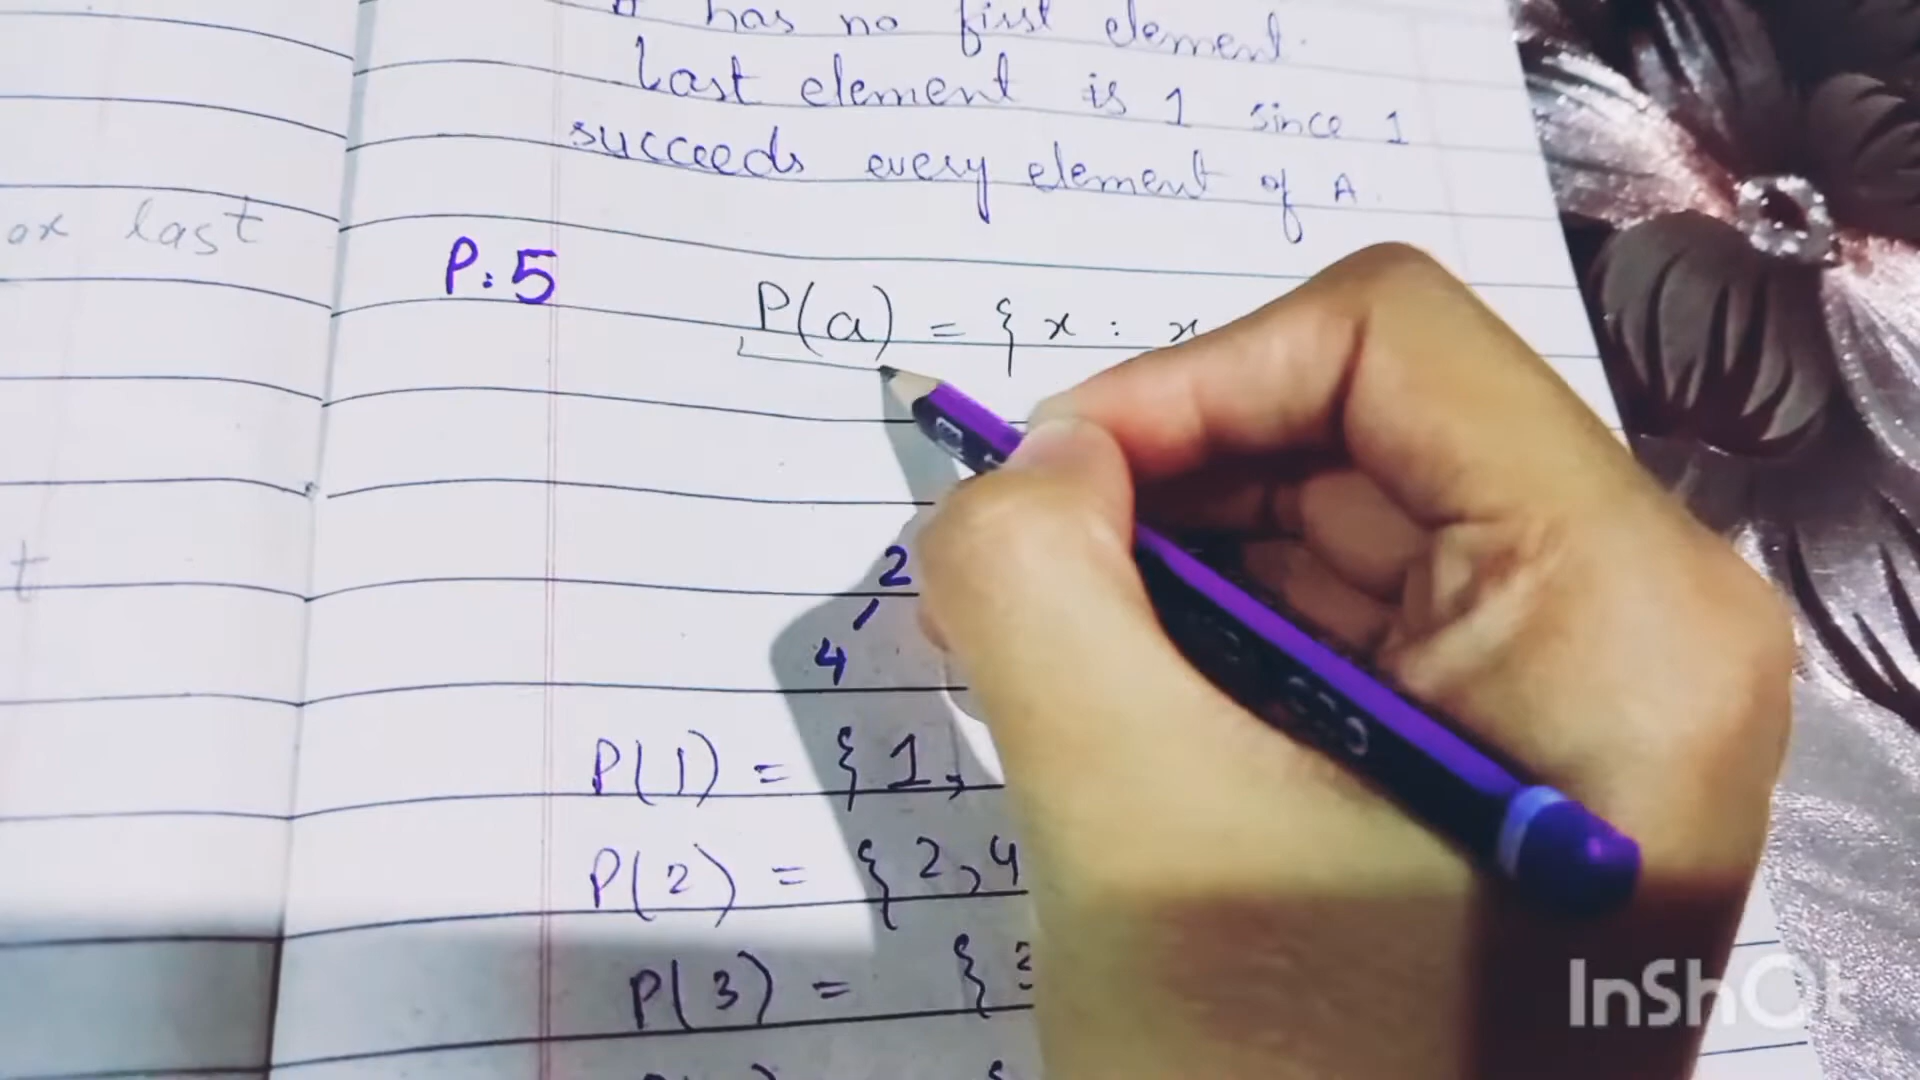 ox last
t
has no first element.
Last element is 1 since 1
succeeds every element of A.
P:5
P(a) = { x : x
2
4
P(1) = { 1,
P(2) = { 2,4
P(3) = { 3
InShOt